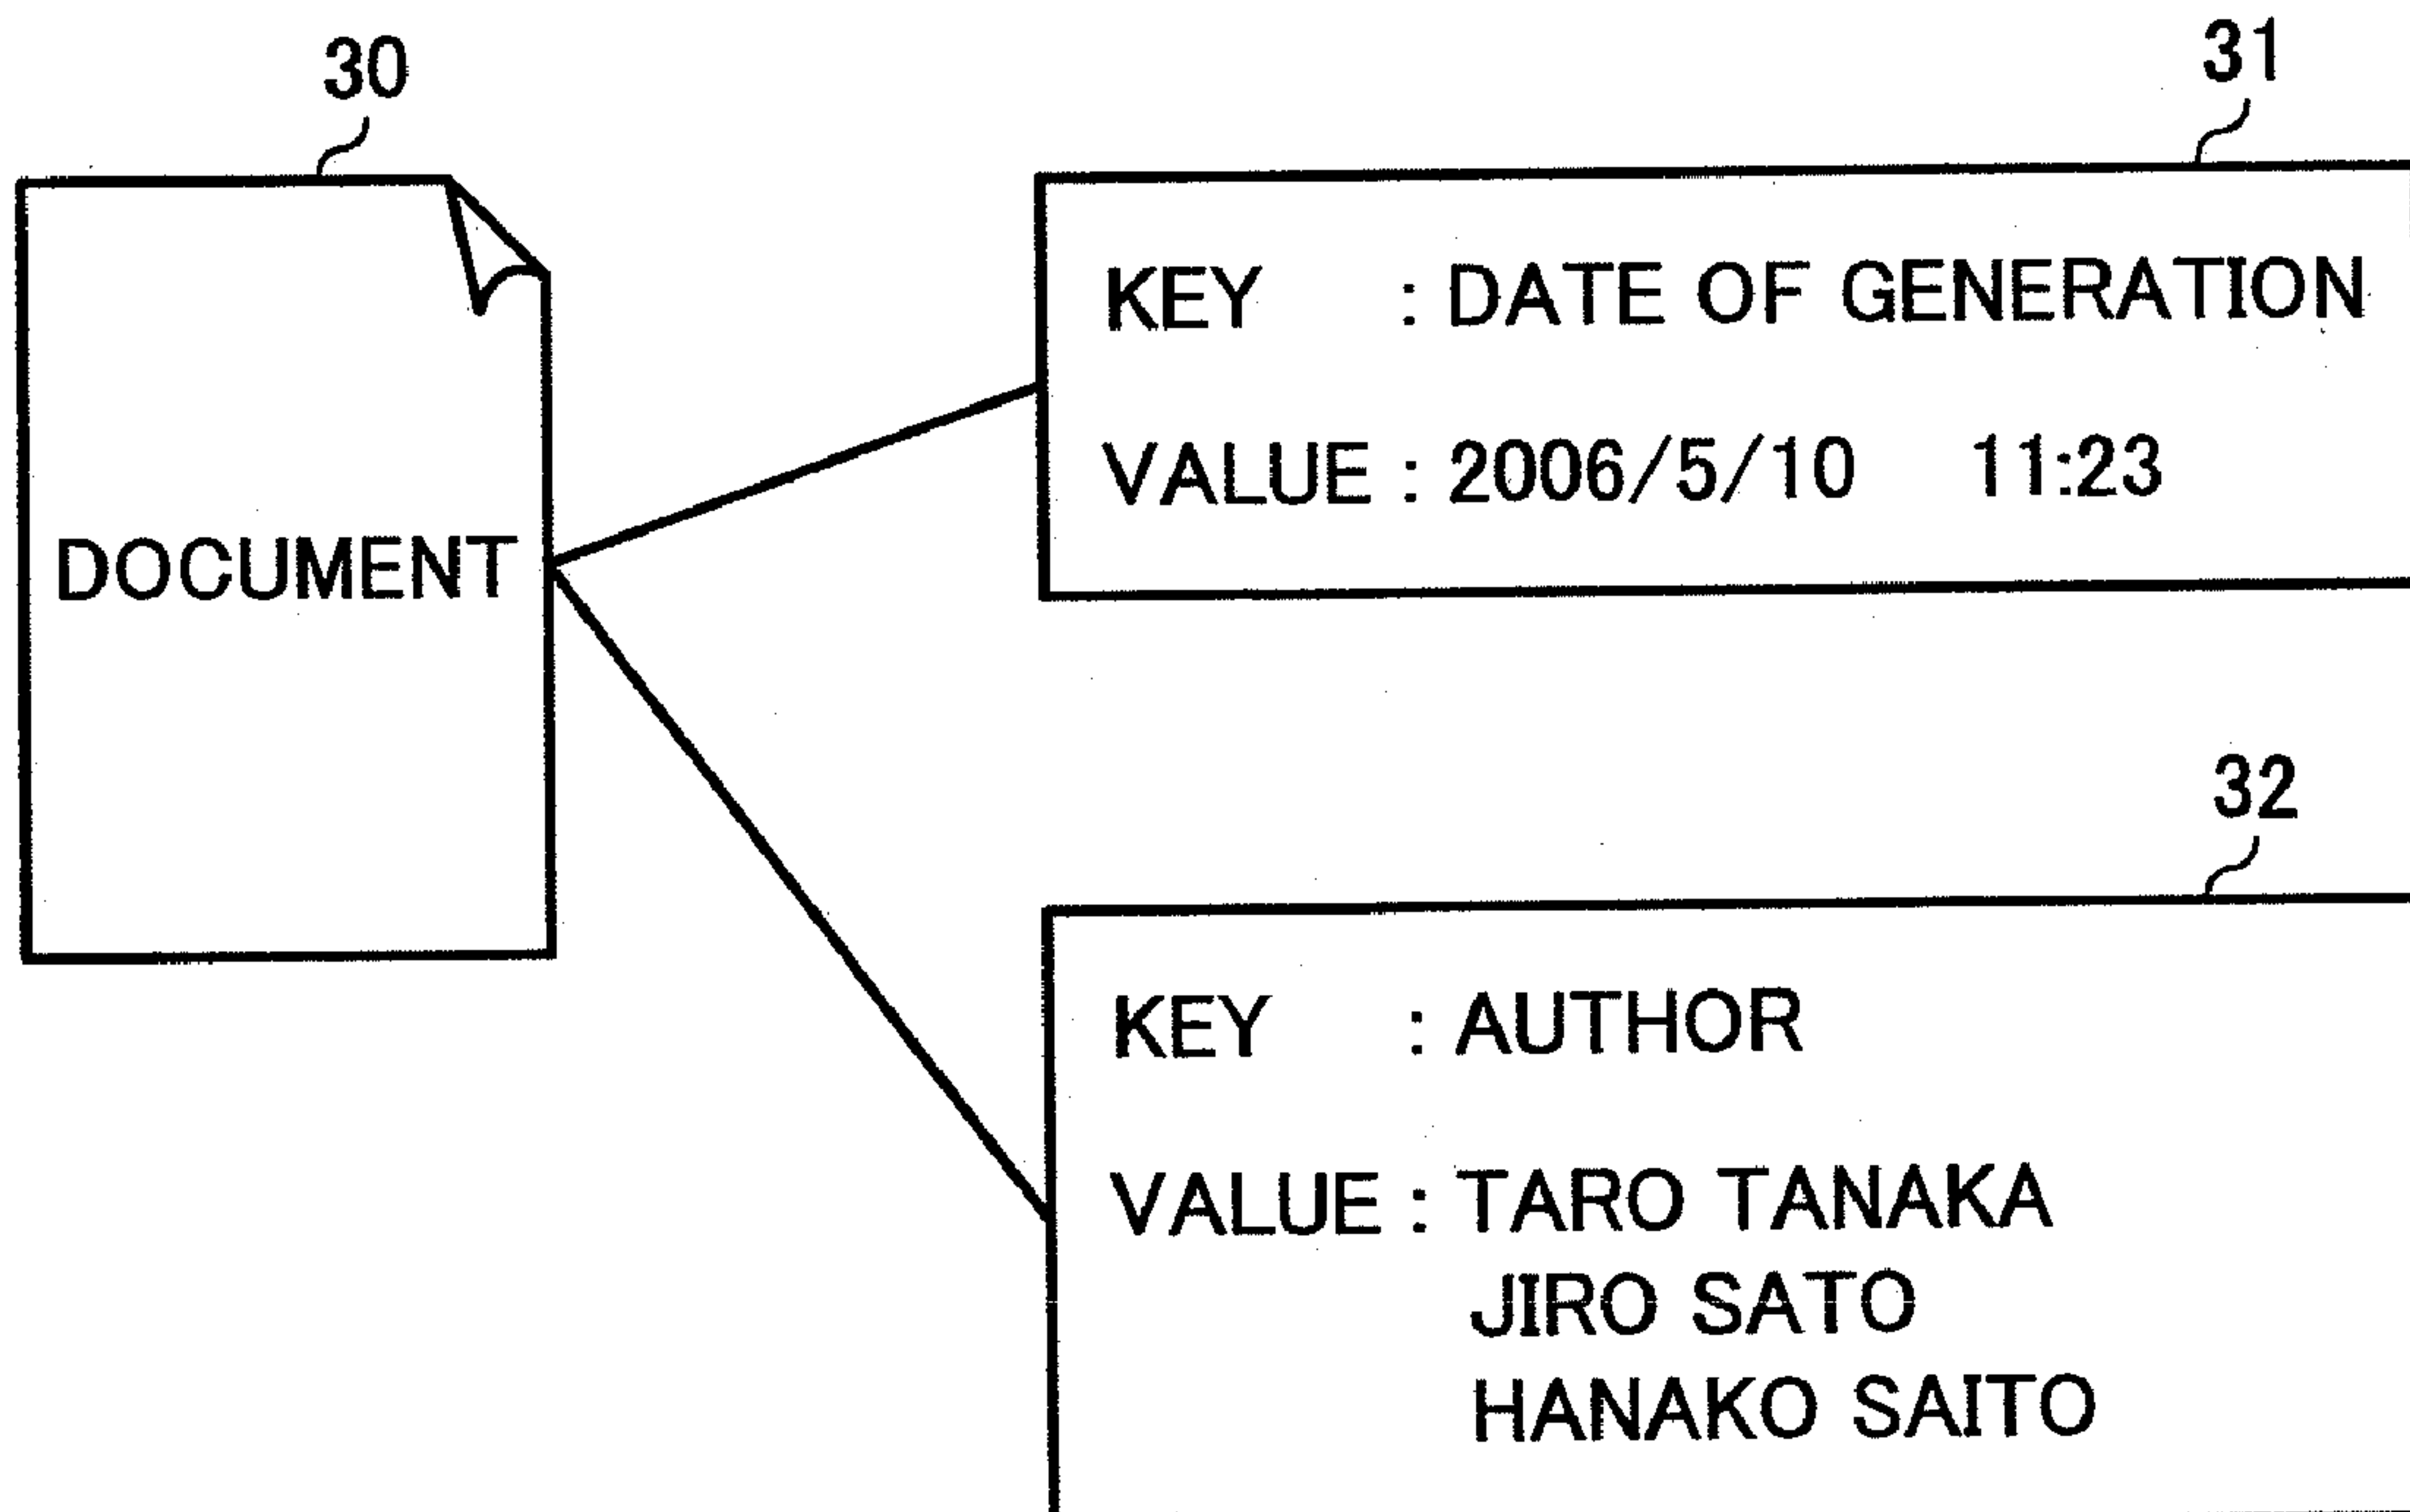 30
31
KEY : DATE OF GENERATION
VALUE : 2006/5/10 11:23
DOCUMENT
32
KEY : AUTHOR
VALUE : TARO TANAKA
JIRO SATO
HANAKO SAITO